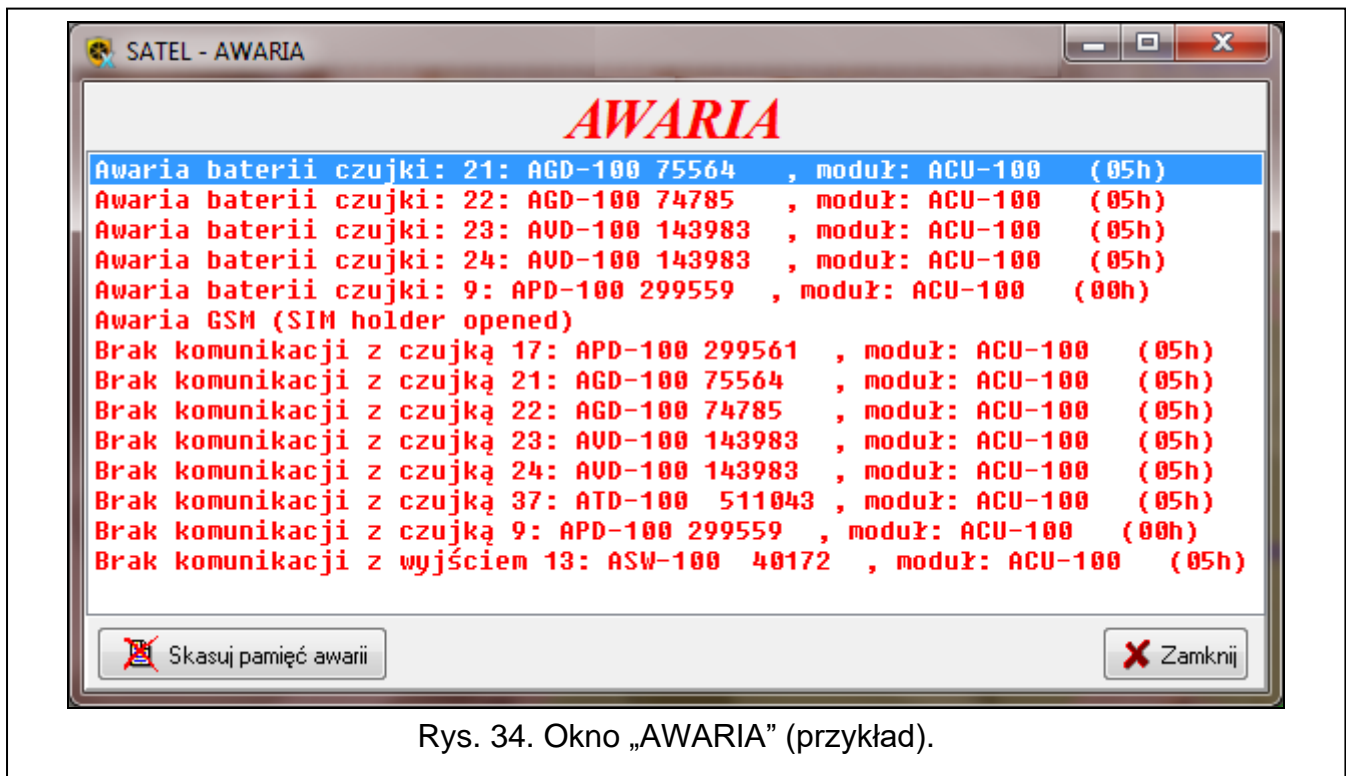 SATEL - AWARIA
AWARIA
Awaria baterii czujki: 21: AGD-100 75564 , moduł: ACU-100 (05h)
Awaria baterii czujki: 22: AGD-100 74785 , moduł: ACU-100 (05h)
Awaria baterii czujki: 23: AVD-100 143983 , moduł: ACU-100 (05h)
Awaria baterii czujki: 24: AVD-100 143983 , moduł: ACU-100 (05h)
Awaria baterii czujki: 9: APD-100 299559 , moduł: ACU-100 (00h)
Awaria GSM (SIM holder opened)
Brak komunikacji z czujką 17: APD-100 299561 , moduł: ACU-100 (05h)
Brak komunikacji z czujką 21: AGD-100 75564 , moduł: ACU-100 (05h)
Brak komunikacji z czujką 22: AGD-100 74785 , moduł: ACU-100 (05h)
Brak komunikacji z czujką 23: AVD-100 143983 , moduł: ACU-100 (05h)
Brak komunikacji z czujką 24: AVD-100 143983 , moduł: ACU-100 (05h)
Brak komunikacji z czujką 37: ATD-100 511043 , moduł: ACU-100 (05h)
Brak komunikacji z czujką 9: APD-100 299559 , moduł: ACU-100 (00h)
Brak komunikacji z wyjściem 13: ASW-100 40172 , moduł: ACU-100 (05h)
Skasuj pamięć awarii
Zamknij
Rys. 34. Okno „AWARIA” (przykład).